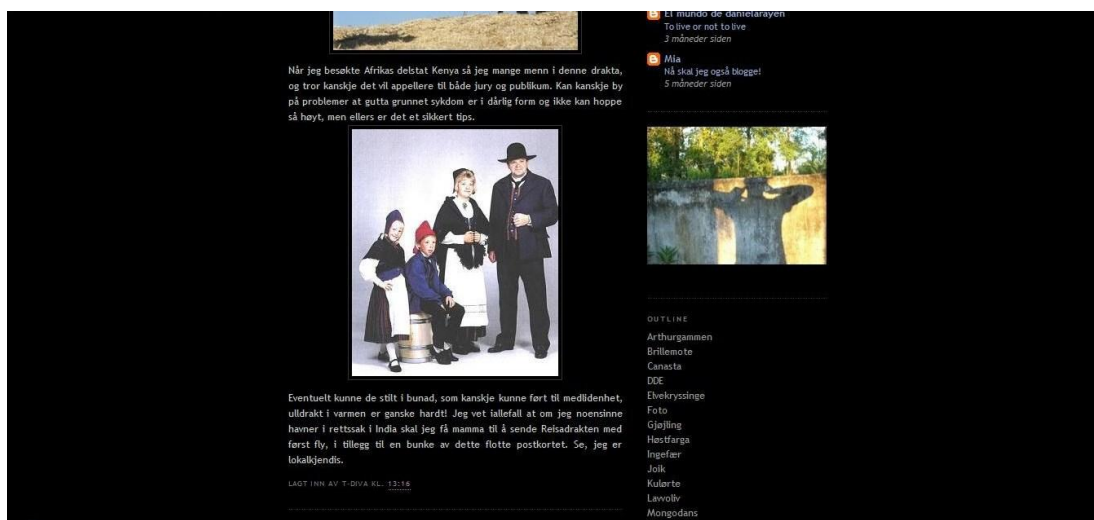 Når jeg besøkte Afrikas delstat Kenya så jeg mange menn i denne drakta,
og tror kanskje det vil appellere til både jury og publikum. Kan kanskje by
på problemer at gutta grunnet sykdom er i dårlig form og ikke kan hoppe
så høyt, men ellers er det et sikkert tips.
Eventuelt kunne de stilt i bunad, som kanskje kunne ført til medlidenhet,
ulldrakt i varmen er ganske hardt! Jeg vet iallefall at om jeg noensinne
havner i rettssak i India skal jeg få mamma til å sende Reisadrakten med
først fly, i tillegg til en bunke av dette flotte postkortet. Se, jeg er
lokalkjendis.
LAGT INN AV T-DIVA KL. 13:16
El mundo de danielarayen
To live or not to live
3 måneder siden
Mia
Nå skal jeg også blogge!
5 måneder siden
OUTLINE
Arthurgammen
Brillemote
Canasta
DDE
Elvekryssinge
Foto
Gjøjling
Høstfarga
Ingefær
Joik
Kulørte
Lavvoliv
Mongodans